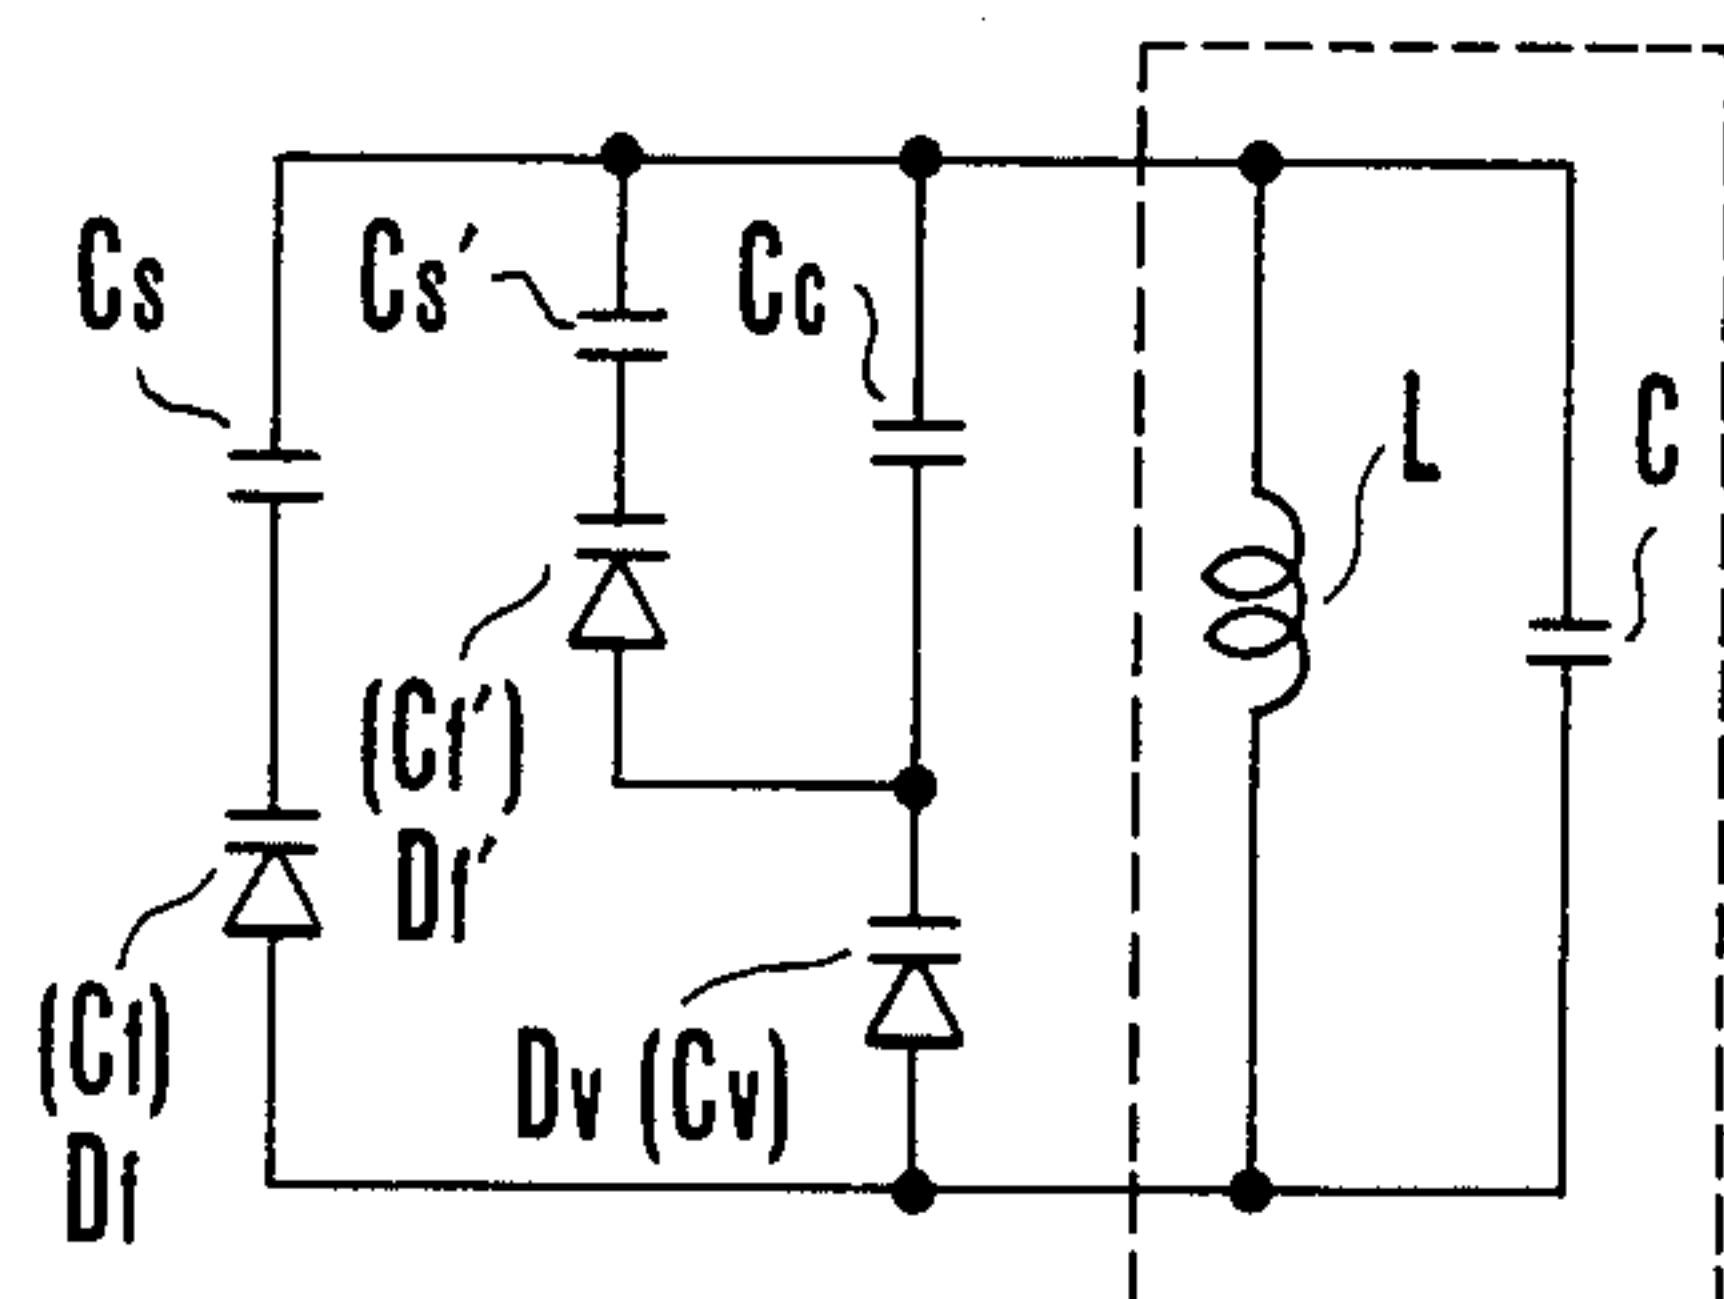 Cs
Cs′
Cc
L
C
(Cf′)
Df′
(Cf)
Df
Dv (Cv)